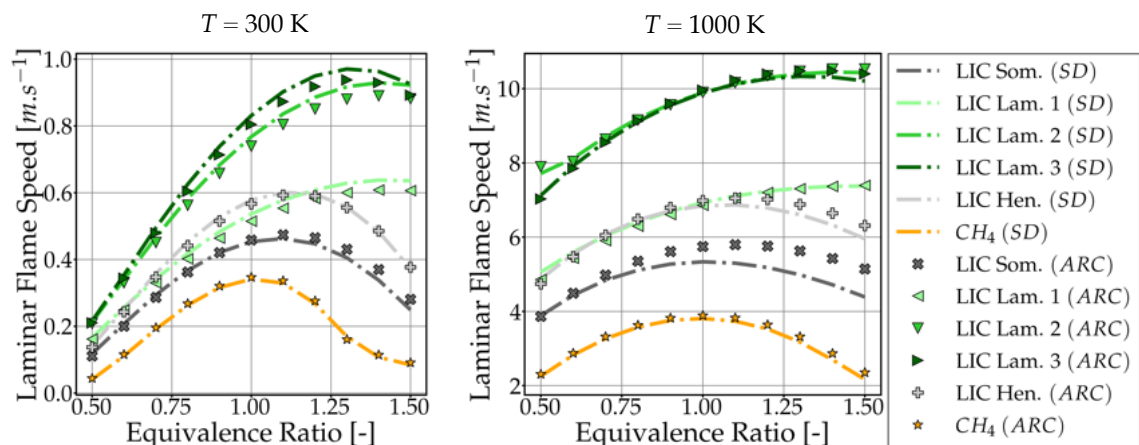 T = 300 K
T = 1000 K
Laminar Flame Speed [m.s⁻¹]
1.0
0.8
0.6
0.4
0.2
0.0
0.50 0.75 1.00 1.25 1.50
Equivalence Ratio [-]
Laminar Flame Speed [m.s⁻¹]
10
8
6
4
2
0.50 0.75 1.00 1.25 1.50
Equivalence Ratio [-]
LIC Som. (SD)
LIC Lam. 1 (SD)
LIC Lam. 2 (SD)
LIC Lam. 3 (SD)
LIC Hen. (SD)
CH₄ (SD)
LIC Som. (ARC)
LIC Lam. 1 (ARC)
LIC Lam. 2 (ARC)
LIC Lam. 3 (ARC)
LIC Hen. (ARC)
CH₄ (ARC)